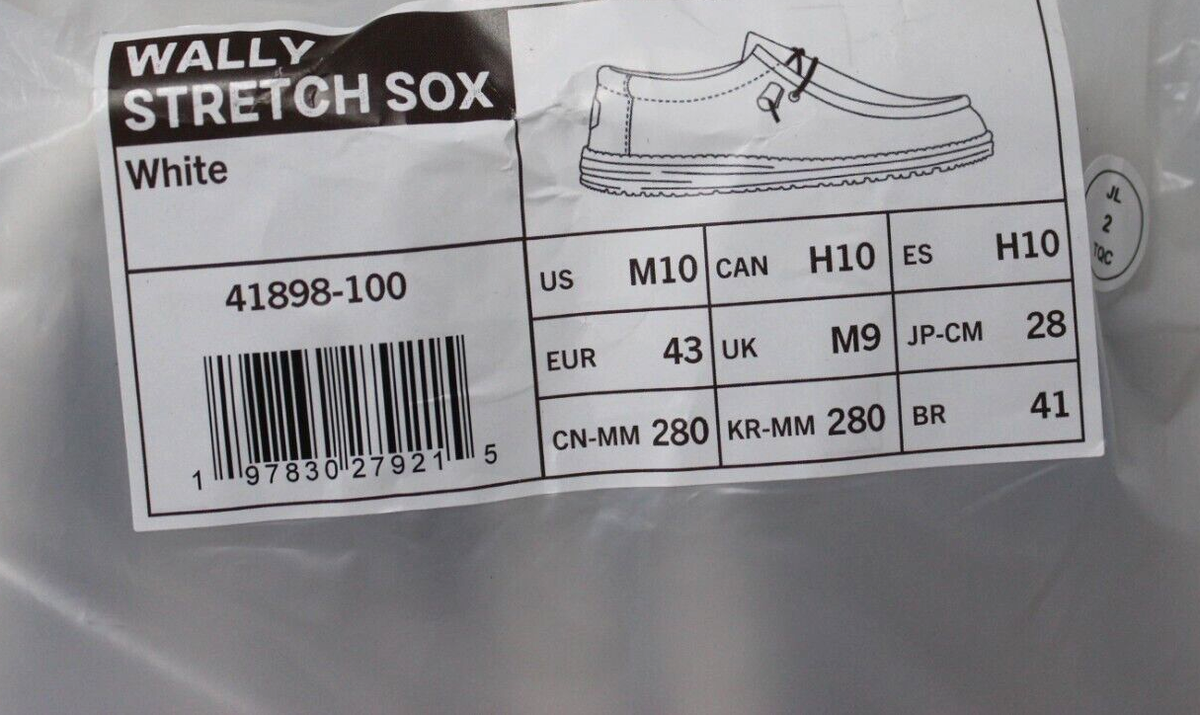 WALLY
STRETCH SOX
White
41898-100
1 97830 27921 5
US M10 CAN H10 ES H10
EUR 43 UK M9 JP-CM 28
CN-MM 280 KR-MM 280 BR 41
JL
2
TQC